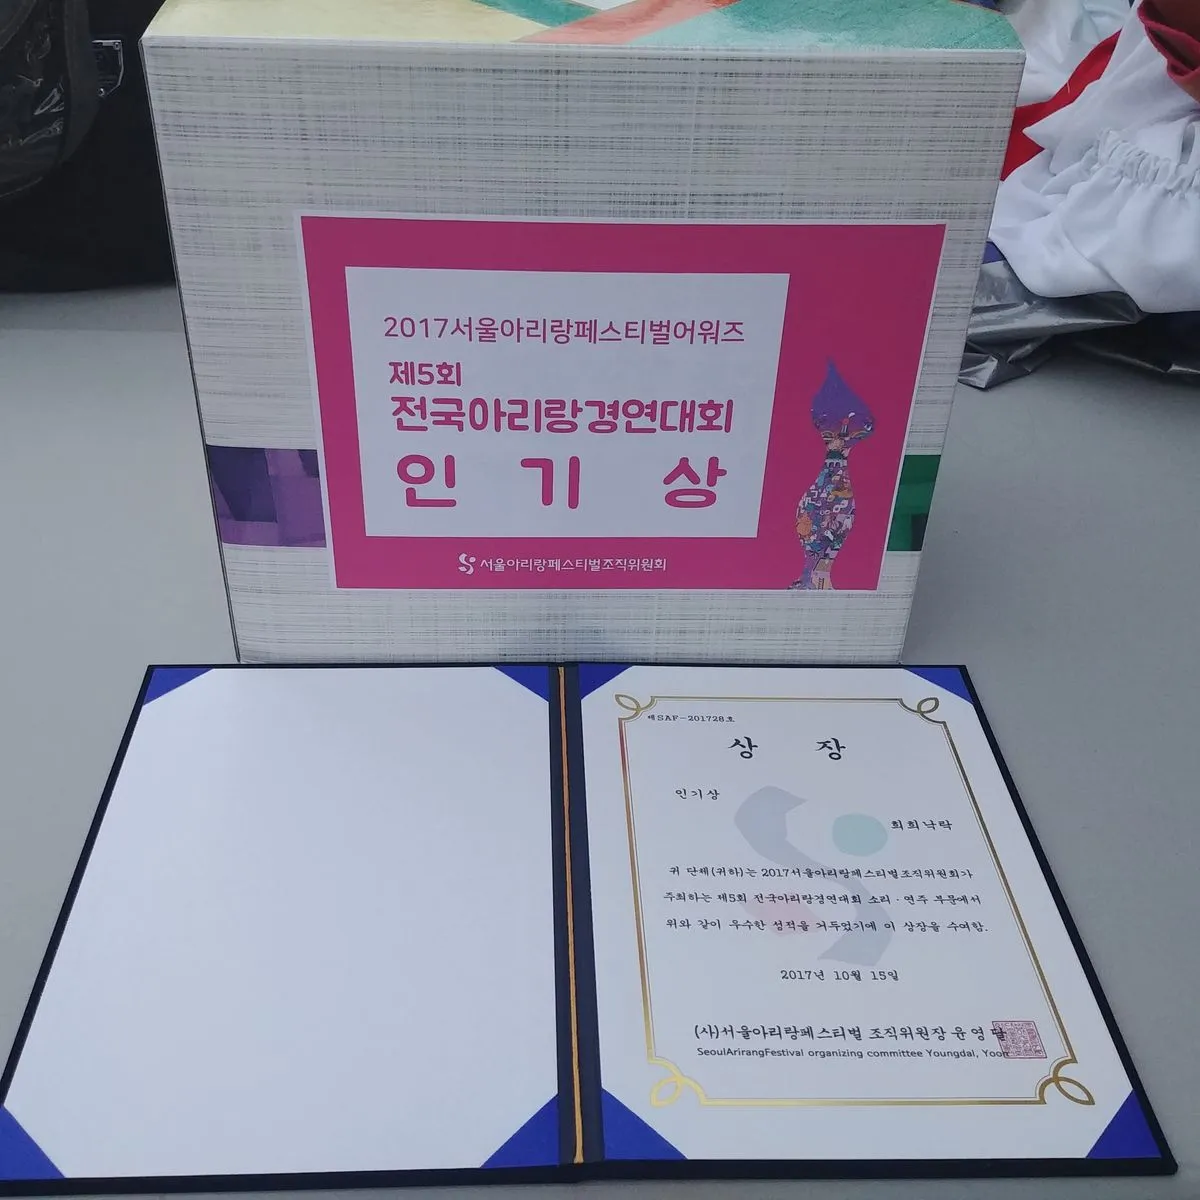 2017서울아리랑페스티벌어워즈
제5회
전국아리랑경연대회
인 기 상
서울아리랑페스티벌조직위원회
제SAF-201728호
상 장
인기상
희희낙락
귀 단체(귀하)는 2017서울아리랑페스티벌조직위원회가
주최하는 제5회 전국아리랑경연대회 소리·연주 부문에서
위와 같이 우수한 성적을 거두었기에 이 상장을 수여함.
2017년 10월 15일
(사)서울아리랑페스티벌 조직위원장 윤영달
SeoulArirangFestival organizing committee Youngdal, Yoon